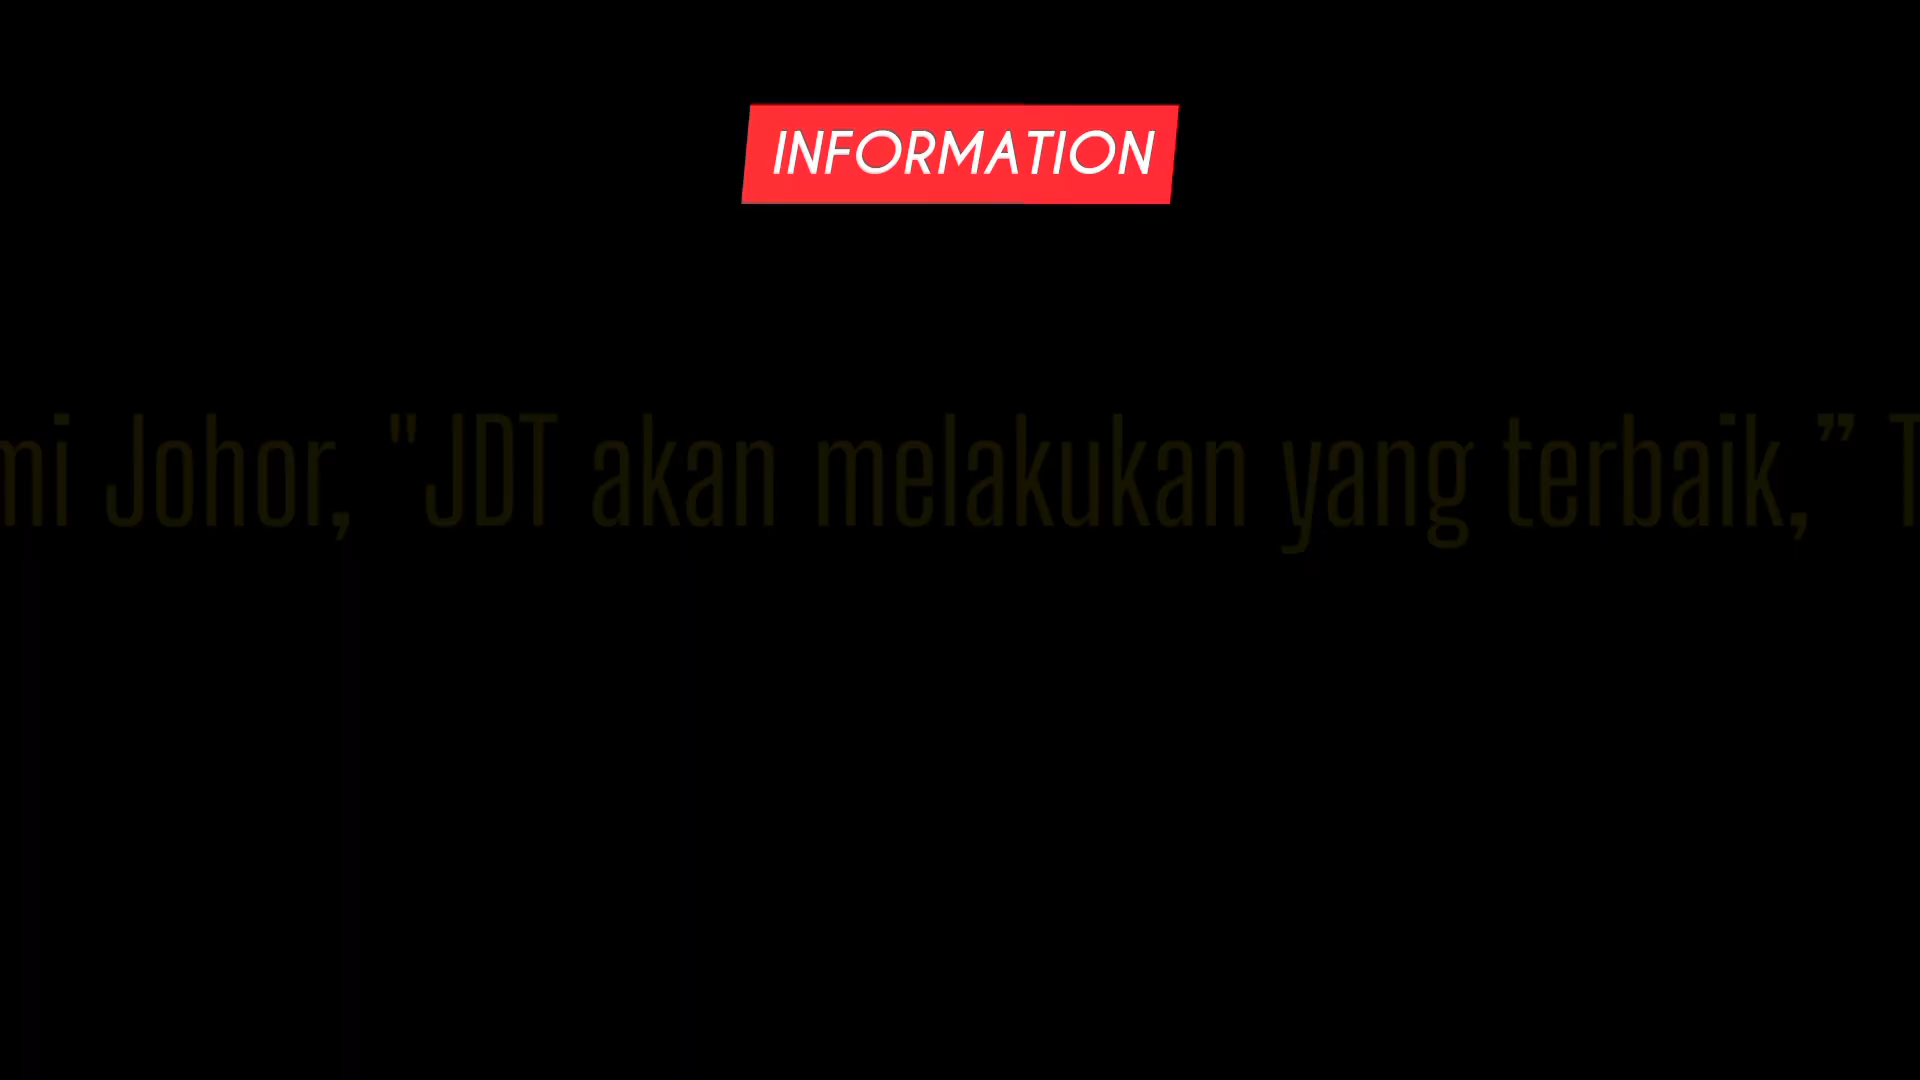 INFORMATION
mi Johor, "JDT akan melakukan yang terbaik,” T